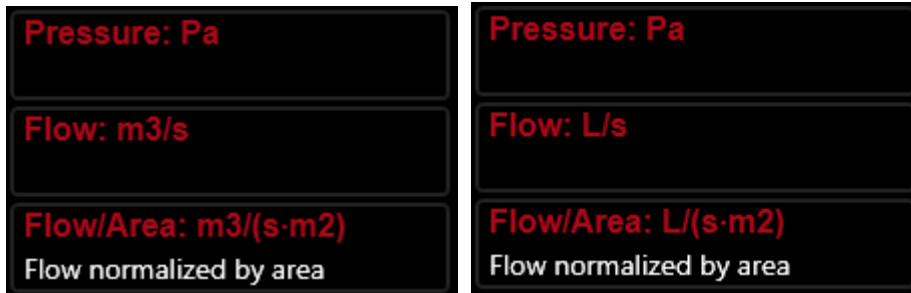 Pressure: Pa
Flow: m3/s
Flow/Area: m3/(s·m2)
Flow normalized by area
Pressure: Pa
Flow: L/s
Flow/Area: L/(s·m2)
Flow normalized by area